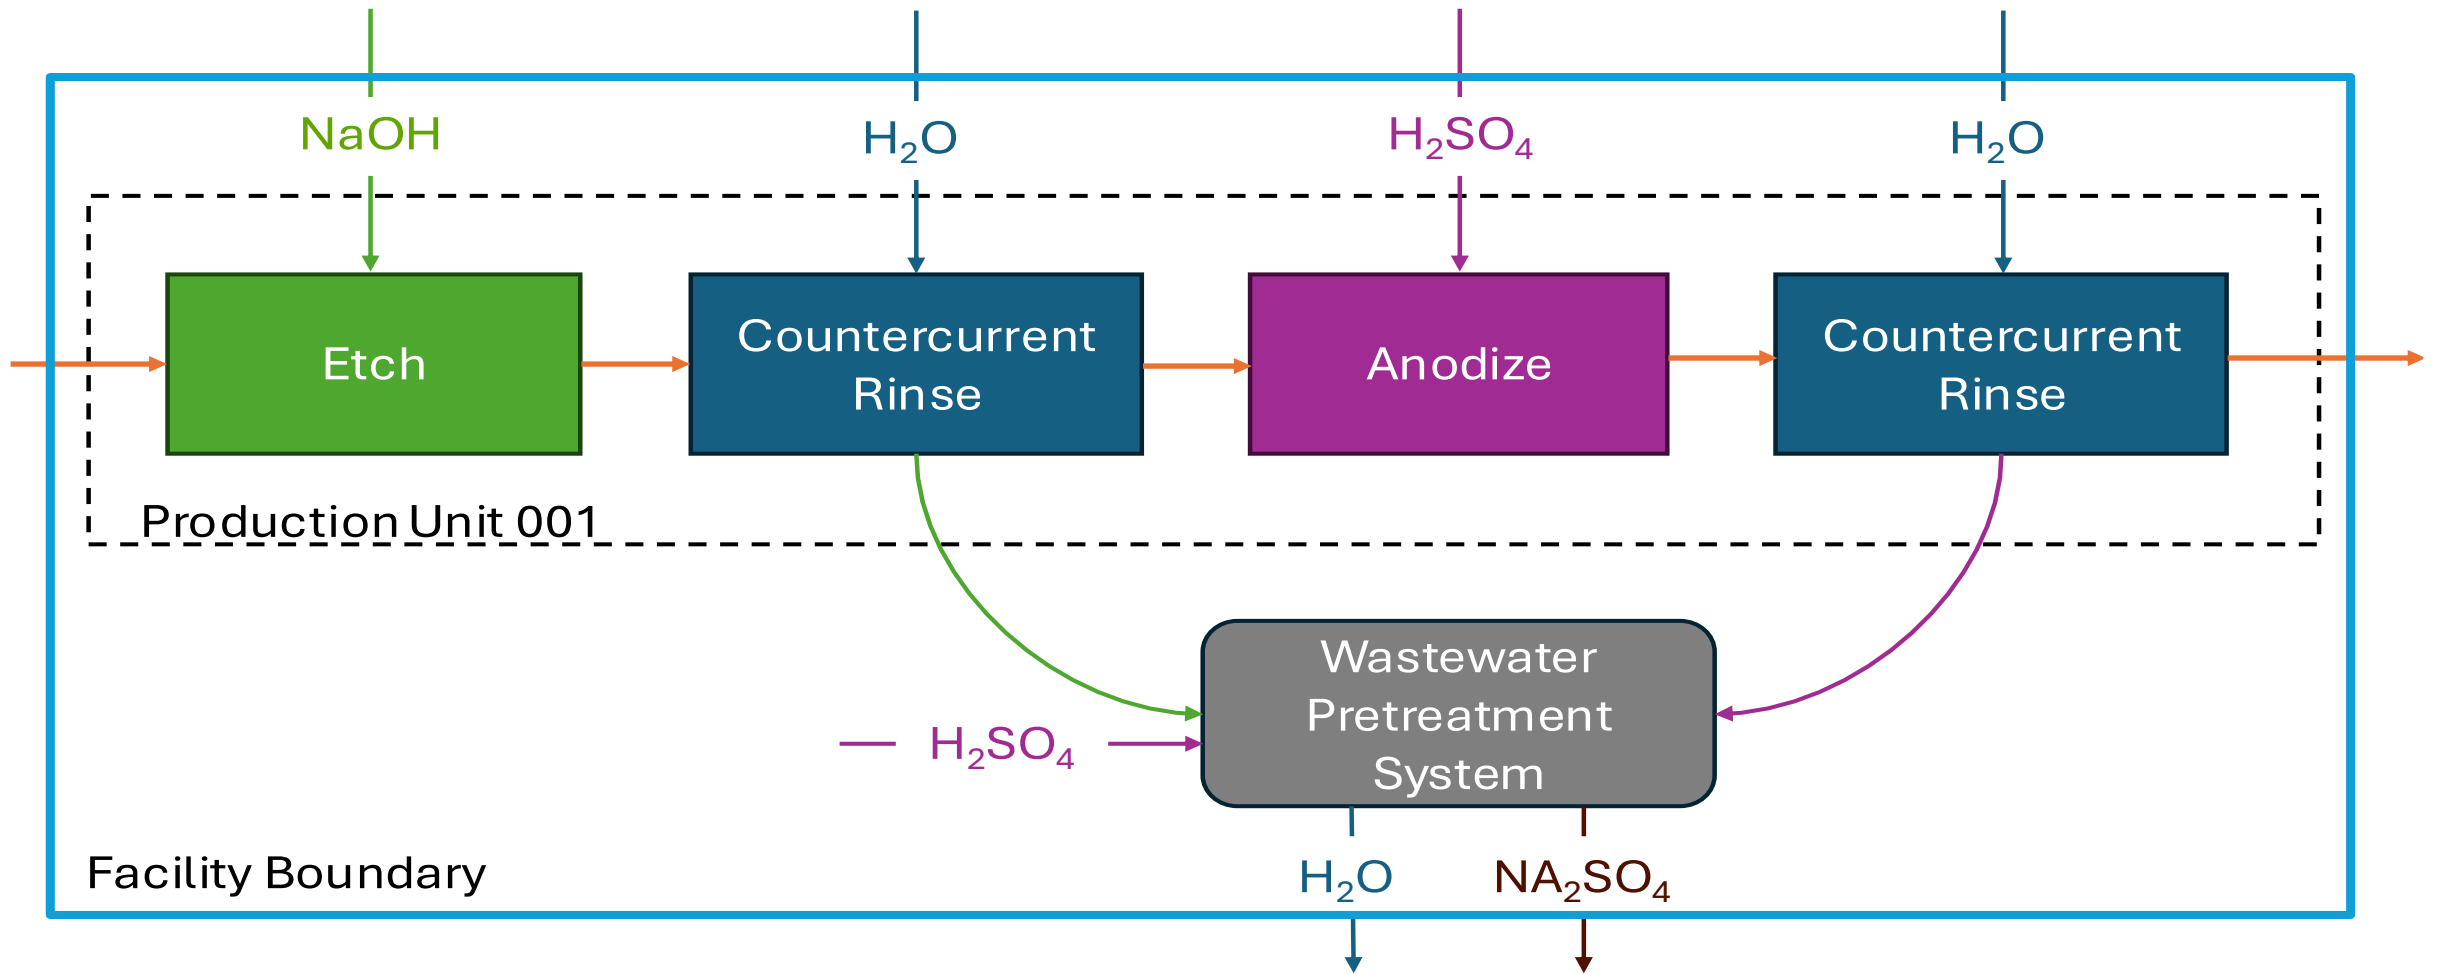 NaOH
H₂O
H₂SO₄
H₂O
Etch
Countercurrent
Rinse
Anodize
Countercurrent
Rinse
Production Unit 001
Wastewater
Pretreatment
System
H₂SO₄
Facility Boundary
H₂O
NA₂SO₄